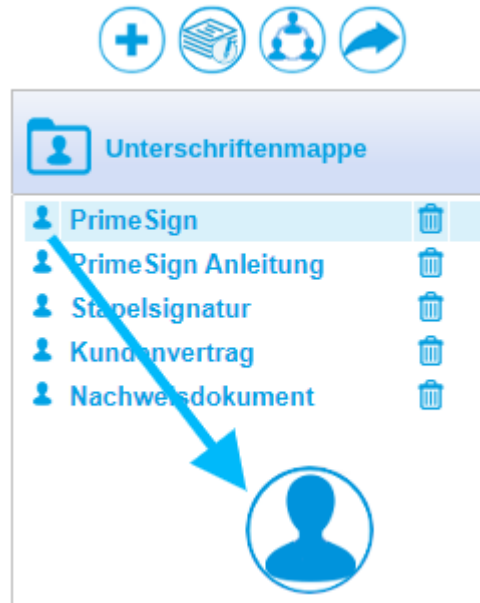 Unterschriftenmappe
PrimeSign
PrimeSign Anleitung
Stapelsignatur
Kundenvertrag
Nachweisdokument